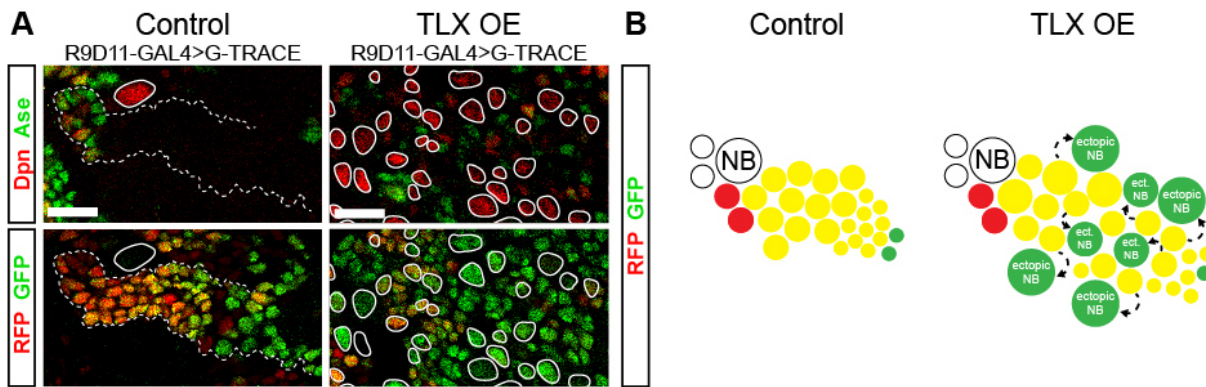 A
Control
TLX OE
R9D11-GAL4>G-TRACE
R9D11-GAL4>G-TRACE
Dpn Ase
RFP GFP
B
Control
TLX OE
RFP GFP
NB
NB
ectopic
NB
ect.
NB
ectopic
NB
ect.
NB
ect.
NB
ectopic
NB
ectopic
NB